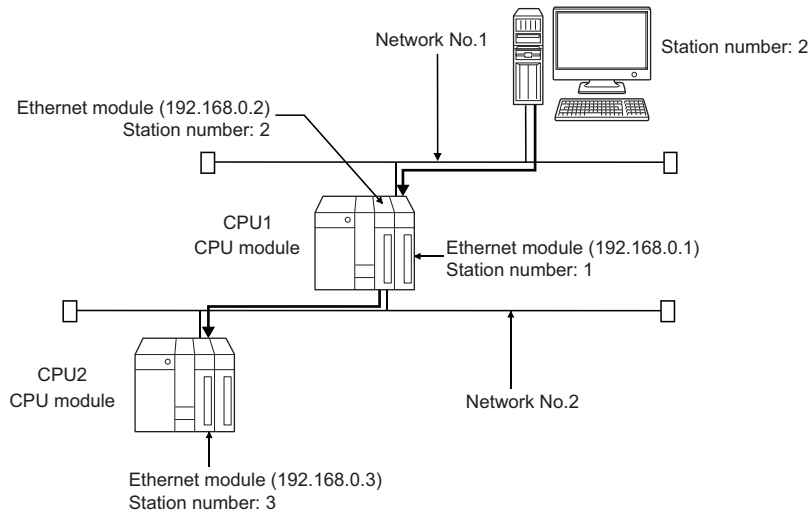 Network No.1
Station number: 2
Ethernet module (192.168.0.2)
Station number: 2
CPU1
CPU module
Ethernet module (192.168.0.1)
Station number: 1
CPU2
CPU module
Network No.2
Ethernet module (192.168.0.3)
Station number: 3